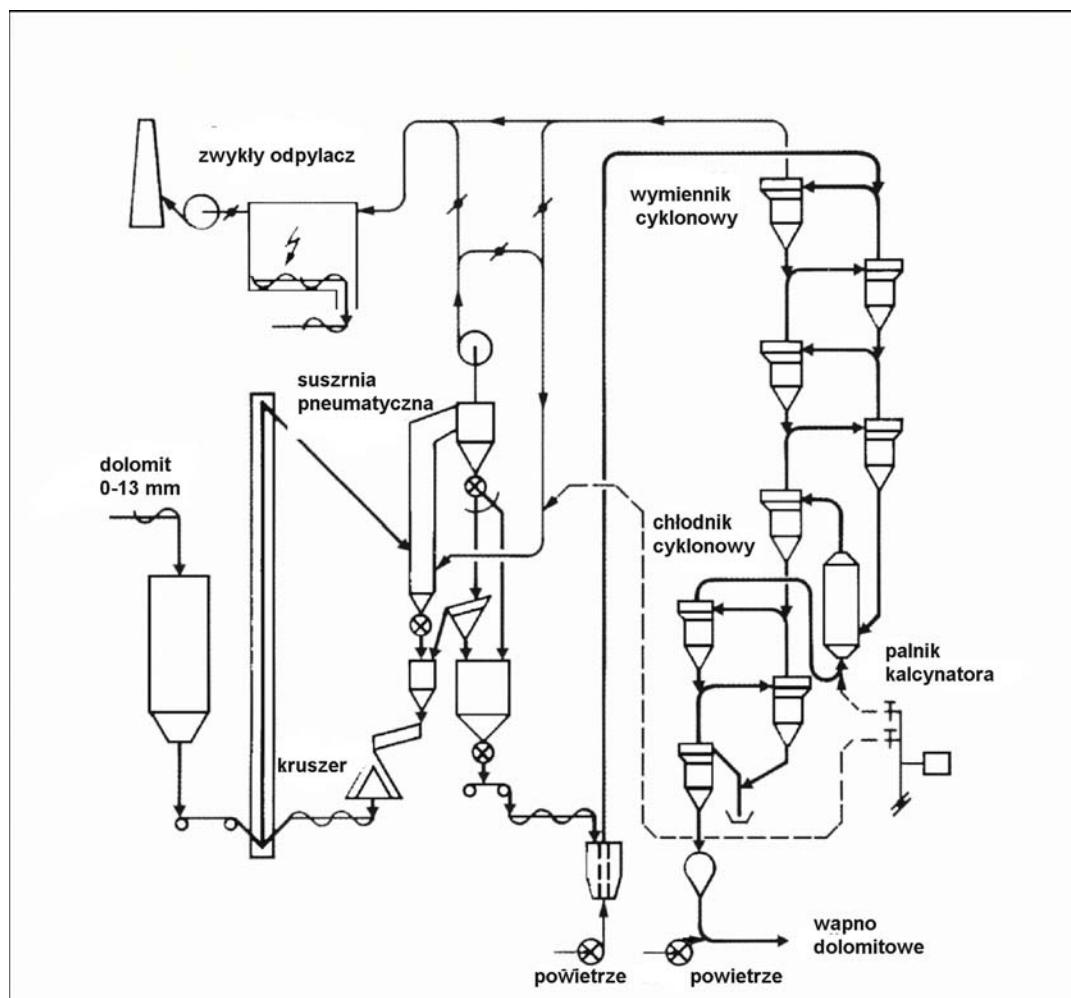 zwykły odpylacz
wymiennik
cyklonowy
suszrnia
pneumatyczna
dolomit
0-13 mm
chłodnik
cyklonowy
palnik
kalcynatora
kruszer
wapno
dolomitowe
powietrze
powietrze